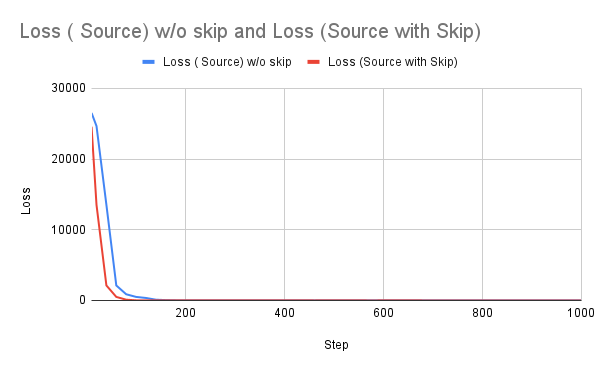 Loss ( Source) w/o skip and Loss (Source with Skip)
Loss ( Source) w/o skip Loss (Source with Skip)
30000
20000
10000
0
Loss
200 400 600 800 1000
Step